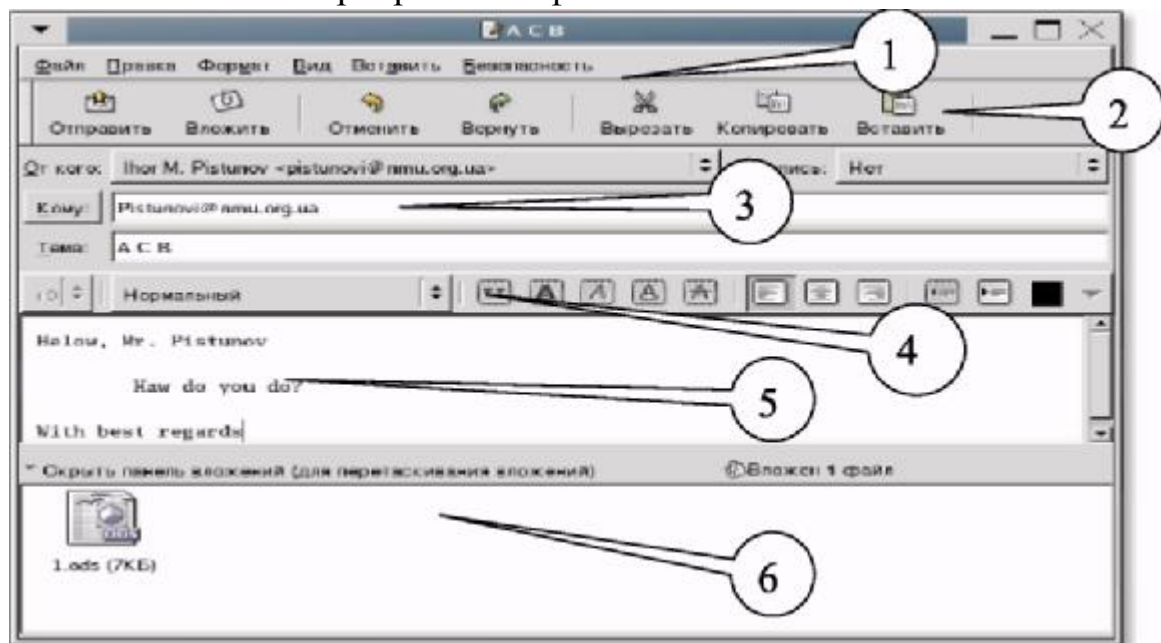 А С В
1
Файл Правка Формат Вид Вставить Безопасность
Отправить Вложить Отменить Вернуть Вырезать Копировать Вставить
2
От кого: Ihor M. Pistunov <pistunovi@nmu.org.ua> Нет
Кому: Pistunovi@nmu.org.ua
3
Тема: А С В
Нормальный
4
Helow, Mr. Pistunov
Haw do you do?
5
With best regards
Скрыть панель вложений (для перетаскивания вложений) Вложен 1 файл
1.ods (7КБ)
6